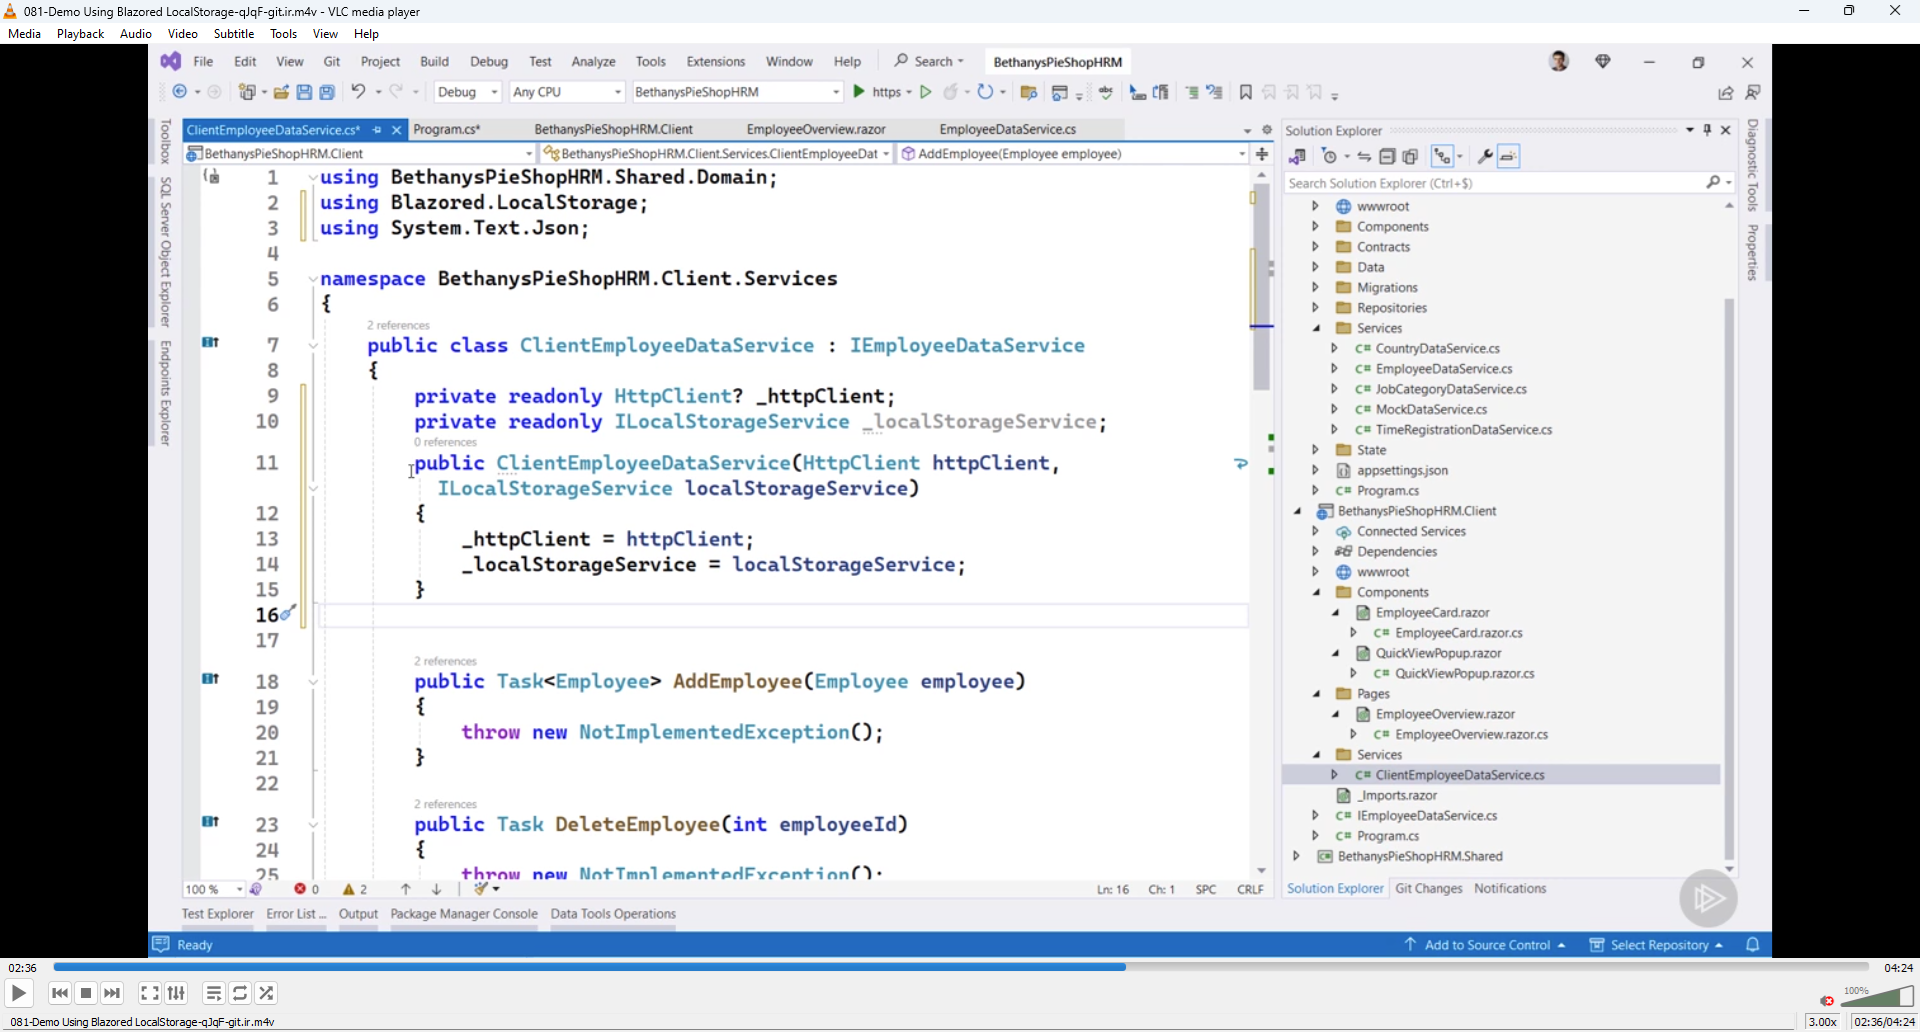 081-Demo Using Blazored LocalStorage-qJqF-git.ir.m4v - VLC media player
Media Playback Audio Video Subtitle Tools View Help
File Edit View Git Project Build Debug Test Analyze Tools Extensions Window Help Search BethanysPieShopHRM
Debug Any CPU BethanysPieShopHRM https
ClientEmployeeDataService.cs* Program.cs* BethanysPieShopHRM.Client EmployeeOverview.razor EmployeeDataService.cs
BethanysPieShopHRM.Client BethanysPieShopHRM.Client.Services.ClientEmployeeDat AddEmployee(Employee employee)
Toolbox
SQL Server Object Explorer
Endpoints Explorer
1 using BethanysPieShopHRM.Shared.Domain;
2 using Blazored.LocalStorage;
3 using System.Text.Json;
4
5 namespace BethanysPieShopHRM.Client.Services
6 {
2 references
7 public class ClientEmployeeDataService : IEmployeeDataService
8 {
9 private readonly HttpClient? _httpClient;
10 private readonly ILocalStorageService _localStorageService;
0 references
11 public ClientEmployeeDataService(HttpClient httpClient,
ILocalStorageService localStorageService)
12 {
13 _httpClient = httpClient;
14 _localStorageService = localStorageService;
15 }
16
17
2 references
18 public Task<Employee> AddEmployee(Employee employee)
19 {
20 throw new NotImplementedException();
21 }
22
2 references
23 public Task DeleteEmployee(int employeeId)
24 {
25 throw new NotImplementedException();
100 % 0 2 Ln: 16 Ch: 1 SPC CRLF
Solution Explorer
Search Solution Explorer (Ctrl+$)
wwwroot
Components
Contracts
Data
Migrations
Repositories
Services
C# CountryDataService.cs
C# EmployeeDataService.cs
C# JobCategoryDataService.cs
C# MockDataService.cs
C# TimeRegistrationDataService.cs
State
appsettings.json
C# Program.cs
BethanysPieShopHRM.Client
Connected Services
Dependencies
wwwroot
Components
EmployeeCard.razor
C# EmployeeCard.razor.cs
QuickViewPopup.razor
C# QuickViewPopup.razor.cs
Pages
EmployeeOverview.razor
C# EmployeeOverview.razor.cs
Services
C# ClientEmployeeDataService.cs
_Imports.razor
C# IEmployeeDataService.cs
C# Program.cs
C# BethanysPieShopHRM.Shared
Solution Explorer Git Changes Notifications
Diagnostic Tools
Properties
Test Explorer Error List ... Output Package Manager Console Data Tools Operations
Ready Add to Source Control Select Repository
02:36 04:24
100%
081-Demo Using Blazored LocalStorage-qJqF-git.ir.m4v 3.00x 02:36/04:24